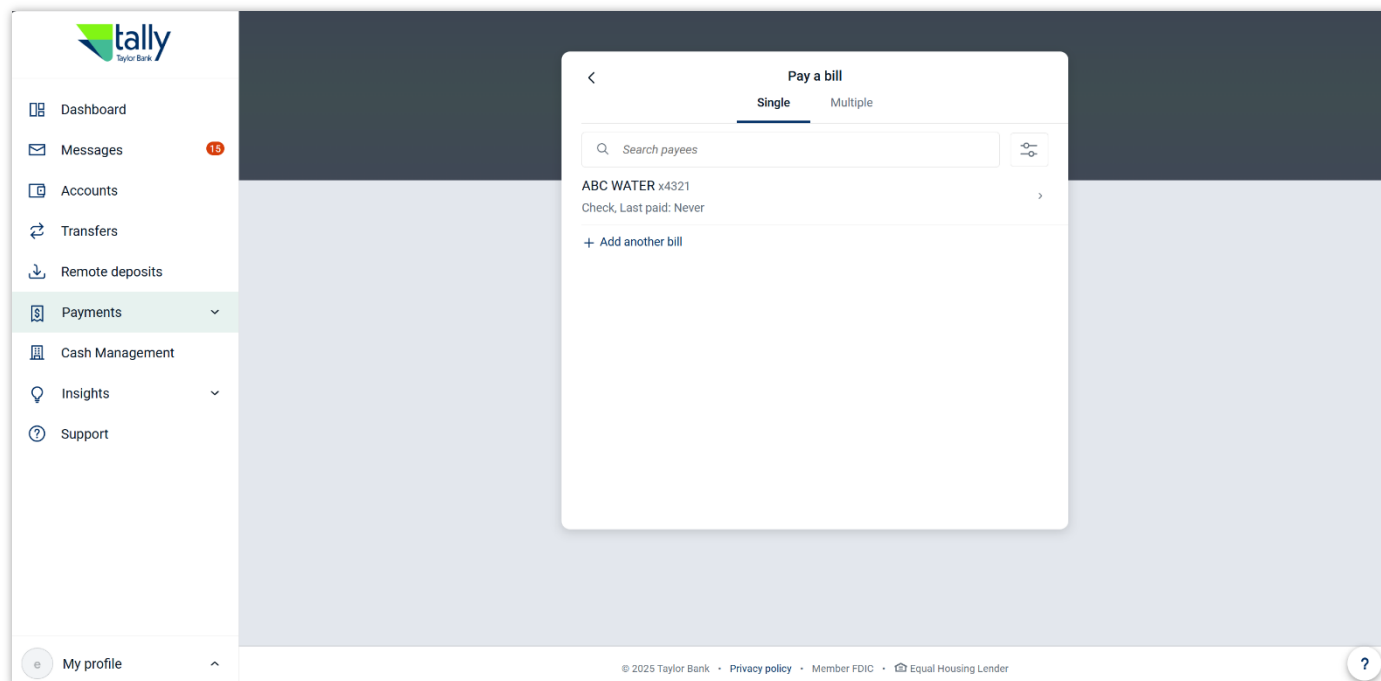 tally
Taylor Bank
Dashboard
Messages 15
Accounts
Transfers
Remote deposits
Payments
Cash Management
Insights
Support
e My profile
Pay a bill
Single Multiple
Search payees
ABC WATER x4321
Check, Last paid: Never
+ Add another bill
© 2025 Taylor Bank • Privacy policy • Member FDIC • Equal Housing Lender
?